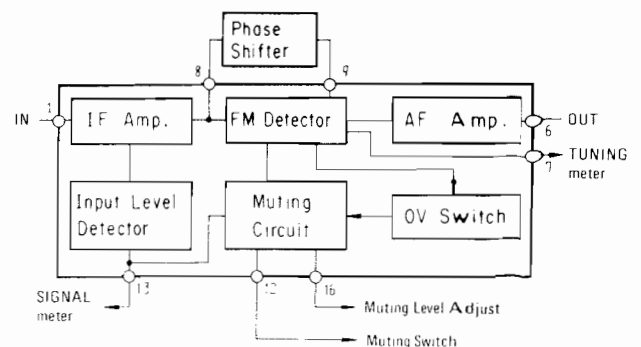 Phase
Shifter
8
9
IN
1
IF Amp.
FM Detector
AF Amp.
6
OUT
7
TUNING
meter
Input Level
Detector
Muting
Circuit
OV Switch
13
12
16
SIGNAL
meter
Muting Level Adjust
Muting Switch